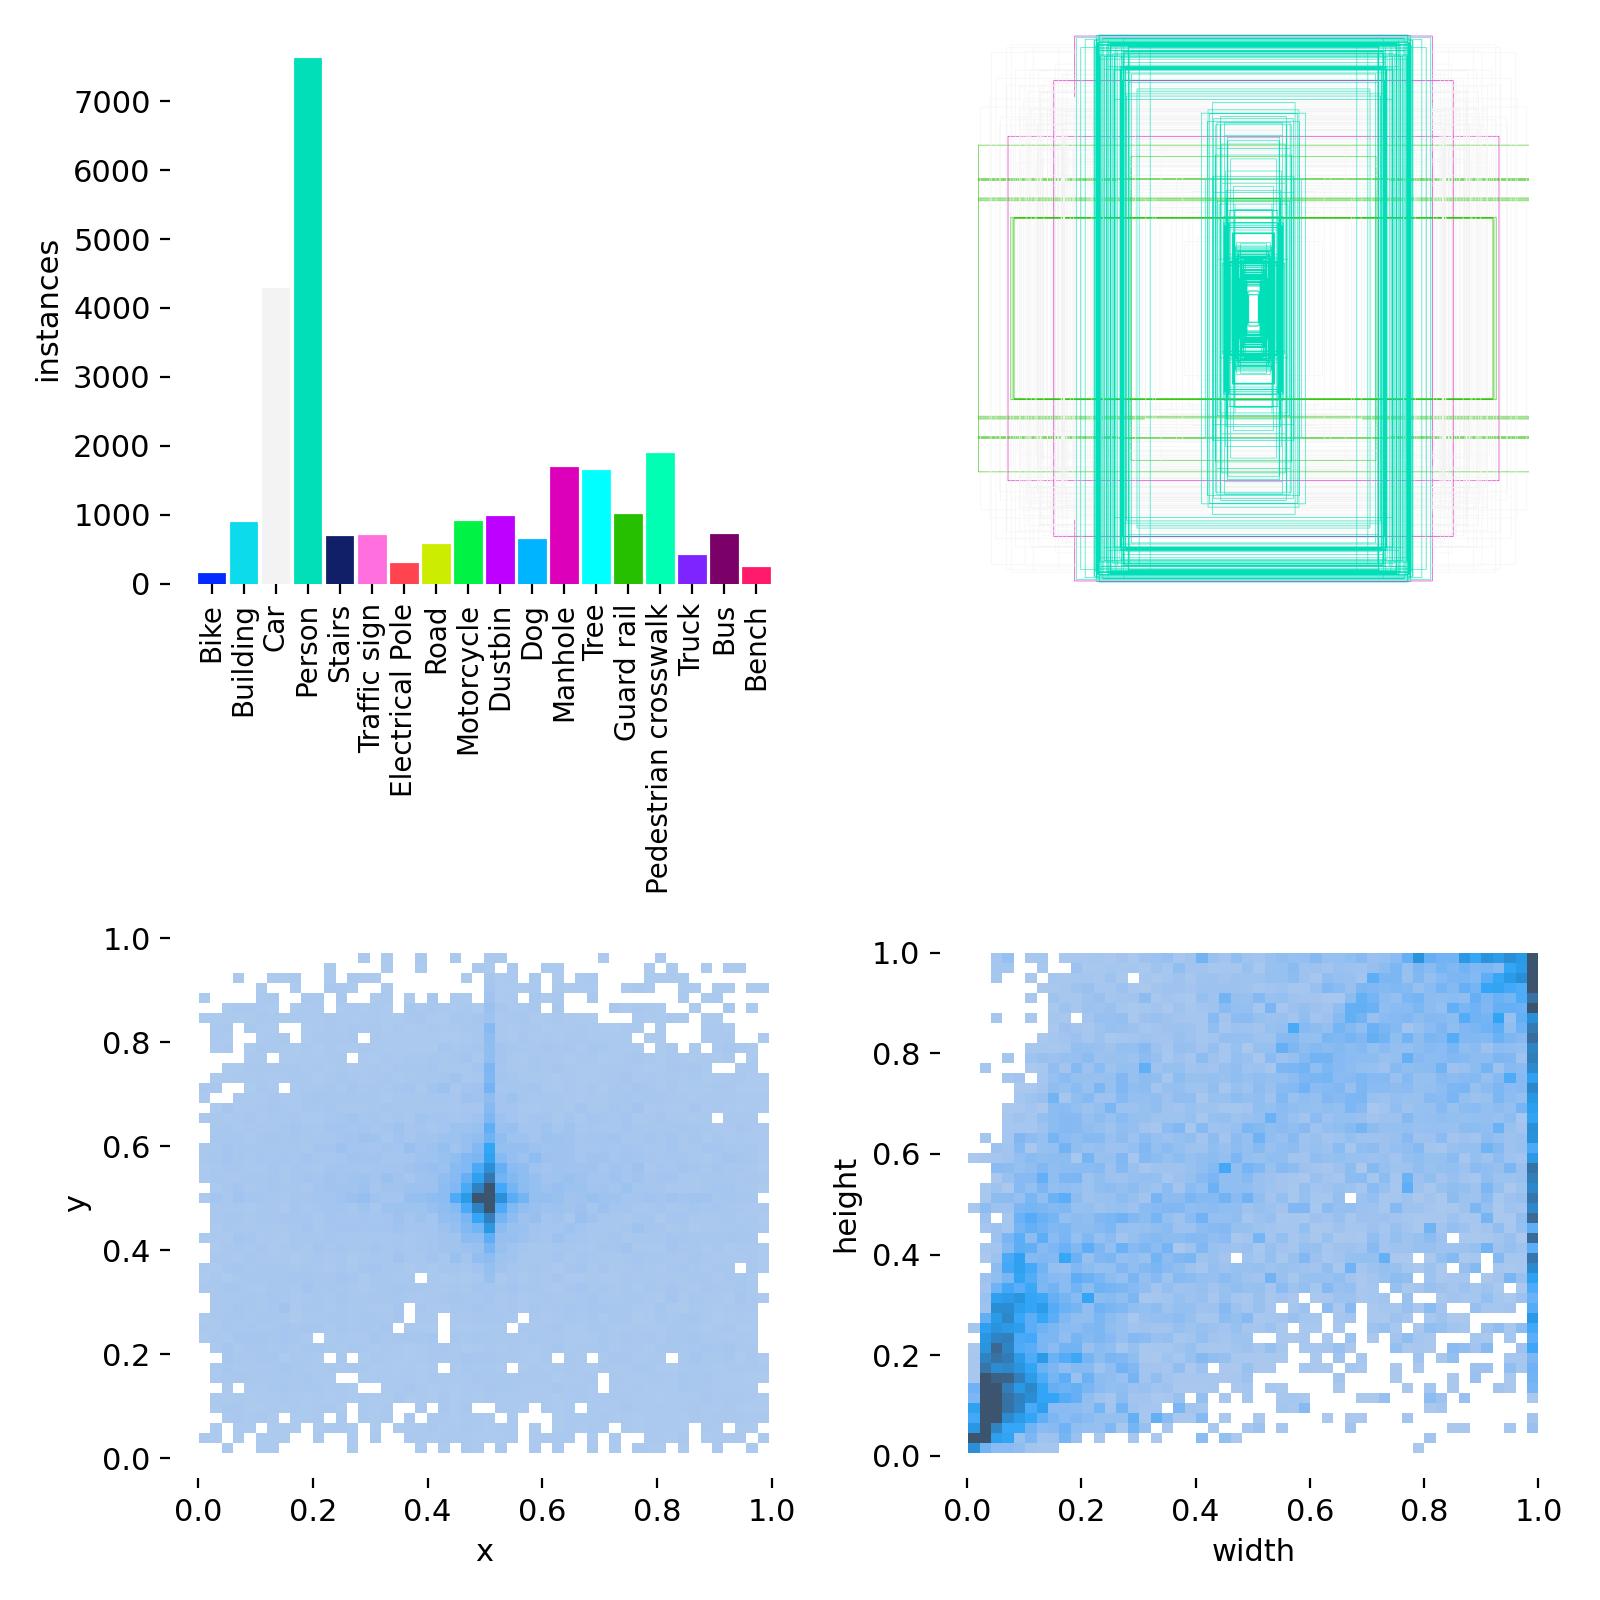 7000
6000
5000
4000
3000
2000
1000
0
instances
Bike
Building
Car
Person
Stairs
Traffic sign
Electrical Pole
Road
Motorcycle
Dustbin
Dog
Manhole
Tree
Guard rail
Pedestrian crosswalk
Truck
Bus
Bench
1.0
0.8
0.6
0.4
0.2
0.0
y
0.0 0.2 0.4 0.6 0.8 1.0
x
1.0
0.8
0.6
0.4
0.2
0.0
height
0.0 0.2 0.4 0.6 0.8 1.0
width